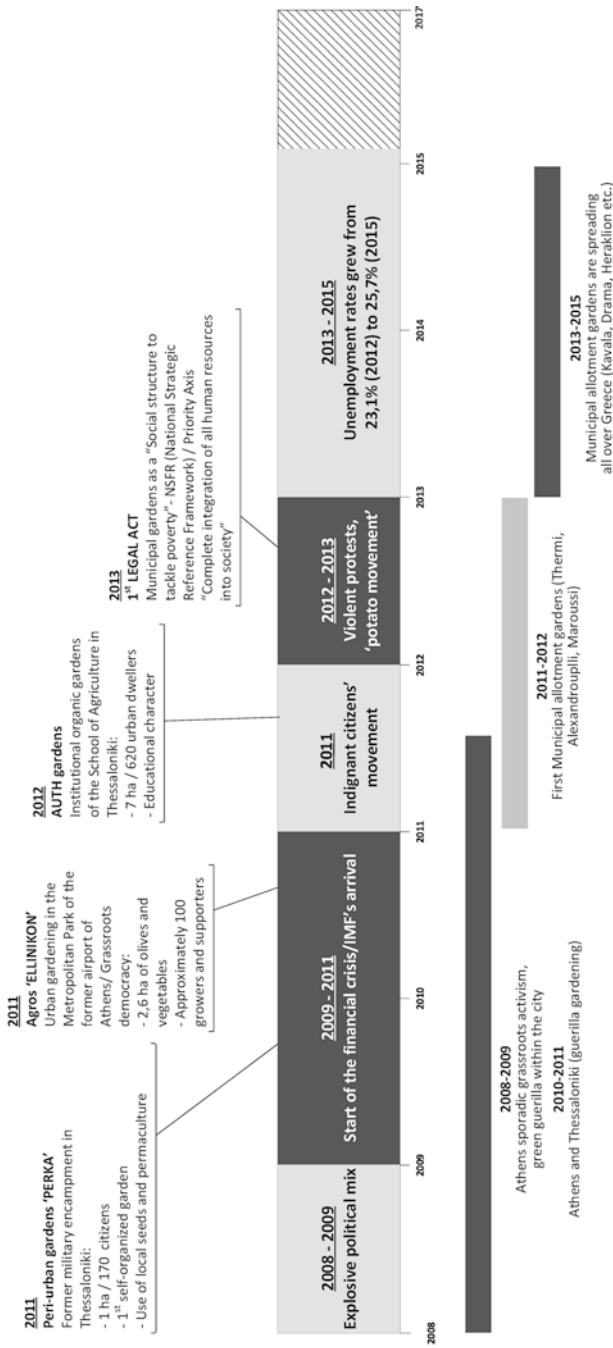 2011
Peri-urban gardens 'PERKA'
Former military encampment in
Thessaloniki:
- 1 ha / 170 citizens
- 1st self-organized garden
- Use of local seeds and permaculture
2011
Agros 'ELLINIKON'
Urban gardening in the
Metropolitan Park of the
former airport of
Athens/ Grassroots
democracy:
- 2,6 ha of olives and
vegetables
- Approximately 100
growers and supporters
2012
AUTH gardens
Institutional organic gardens
of the School of Agriculture in
Thessaloniki:
- 7 ha / 620 urban dwellers
- Educational character
2013
1st LEGAL ACT
Municipal gardens as a "Social structure to
tackle poverty"- NSFR (National Strategic
Reference Framework) / Priority Axis
"Complete integration of all human resources
into society"
2008 - 2009
Explosive political mix
2009 - 2011
Start of the financial crisis/IMF's arrival
2011
Indignant citizens'
movement
2012 - 2013
Violent protests,
'potato movement'
2013 - 2015
Unemployment rates grew from
23,1% (2012) to 25,7% (2015)
2008
2009
2010
2011
2012
2013
2014
2015
2017
2008-2009
Athens sporadic grassroots activism,
green guerilla within the city
2010-2011
Athens and Thessaloniki (guerilla gardening)
2011-2012
First Municipal allotment gardens (Thermi,
Alexandroupli, Maroussi)
2013-2015
Municipal allotment gardens are spreading
all over Greece (Kavala, Drama, Heraklion etc.)